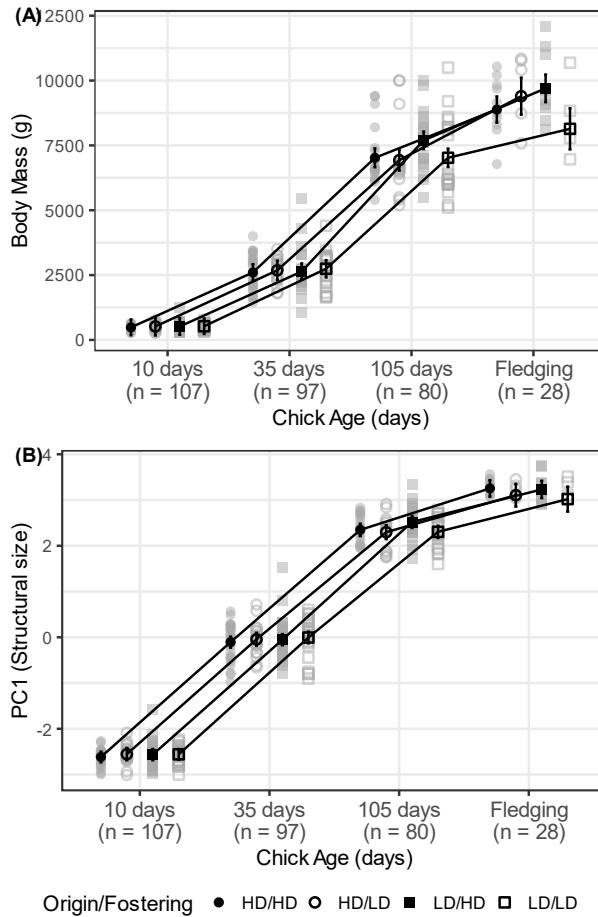 (A)
12500
10000
7500
5000
2500
0
Body Mass (g)
10 days 35 days 105 days Fledging
(n = 107) (n = 97) (n = 80) (n = 28)
Chick Age (days)
(B)
4
2
0
-2
PC1 (Structural size)
10 days 35 days 105 days Fledging
(n = 107) (n = 97) (n = 80) (n = 28)
Chick Age (days)
Origin/Fostering HD/HD HD/LD LD/HD LD/LD